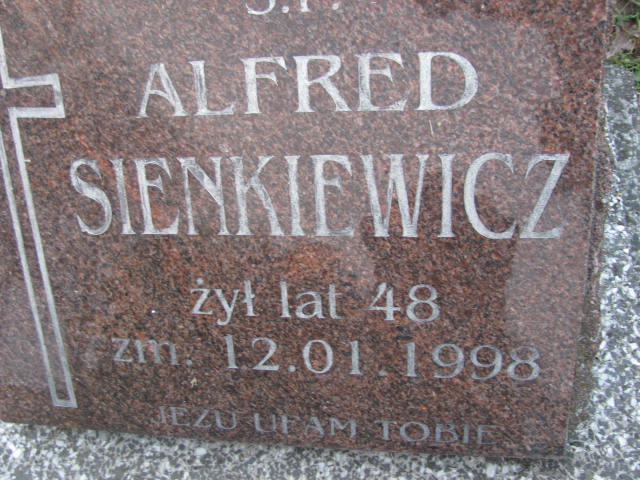 Ś.P.
ALFRED
SIENKIEWICZ
żył lat 48
zm. 12.01.1998
JEZU UFAM TOBIE